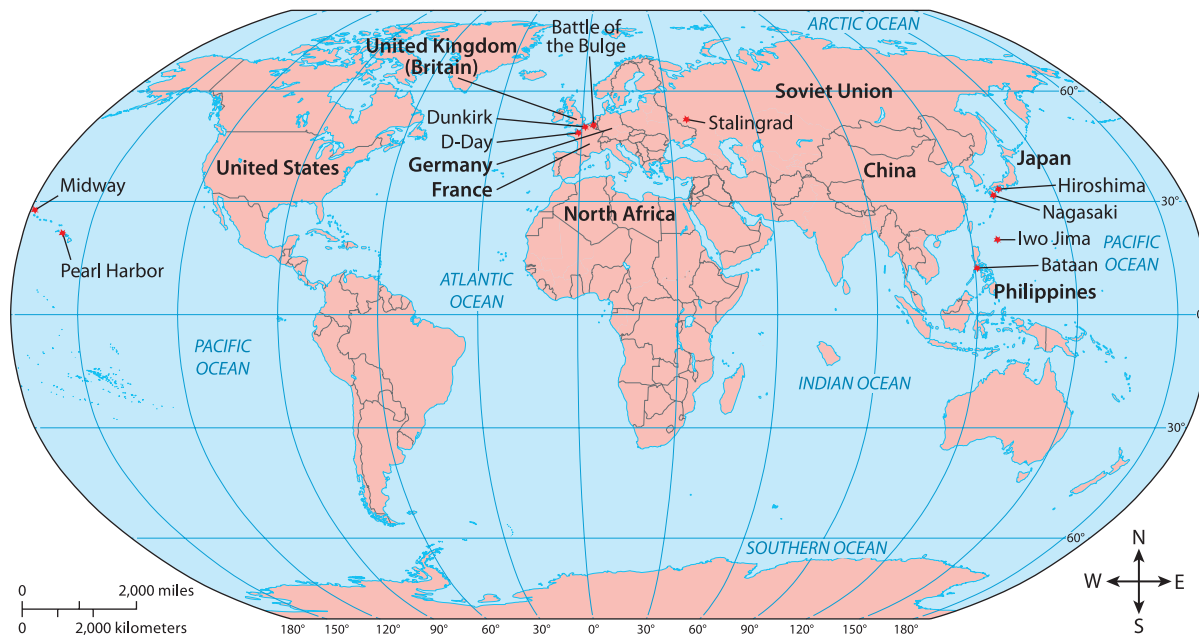 ARCTIC OCEAN
Battle of
the Bulge
United Kingdom
(Britain)
60°
Soviet Union
Dunkirk
Stalingrad
D-Day
Germany
France
United States
China
Japan
Midway
Hiroshima
30°
Nagasaki
North Africa
Iwo Jima
PACIFIC
OCEAN
Pearl Harbor
Bataan
ATLANTIC
OCEAN
Philippines
0
PACIFIC
OCEAN
INDIAN OCEAN
30°
60°
SOUTHERN OCEAN
N
W E
S
0 2,000 miles
0 2,000 kilometers
180° 150° 120° 90° 60° 30° 0° 30° 60° 90° 120° 150° 180°